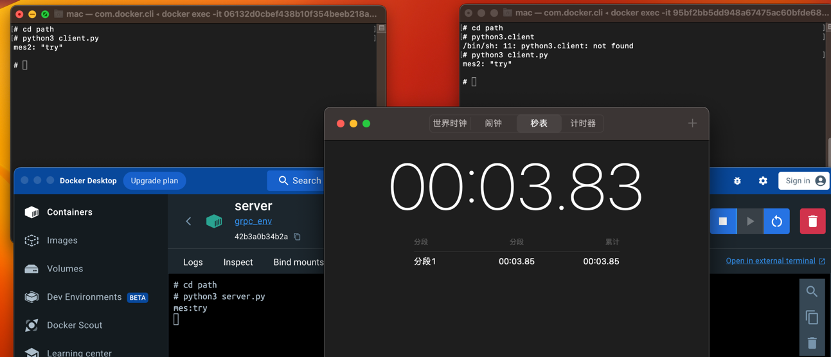 mac — com.docker.cli • docker exec -it 06132d0cbef438b10f354beeb218a...
# cd path
# python3 client.py
mes2: "try"
#
mac — com.docker.cli • docker exec -it 95bf2bb5dd948a67475ac60bfde68...
# cd path
# python3.client
/bin/sh: 11: python3.client: not found
# python3 client.py
mes2: "try"
#
世界时钟 闹钟 秒表 计时器
00:03.83
分段 分段 累计
分段1 00:03.85 00:03.85
Docker Desktop Upgrade plan Search Sign in
Containers
Images
Volumes
Dev Environments BETA
Docker Scout
Learning center
server
grpc_env
42b3a0b34b2a
Logs Inspect Bind mounts
Open in external terminal
# cd path
# python3 server.py
mes:try